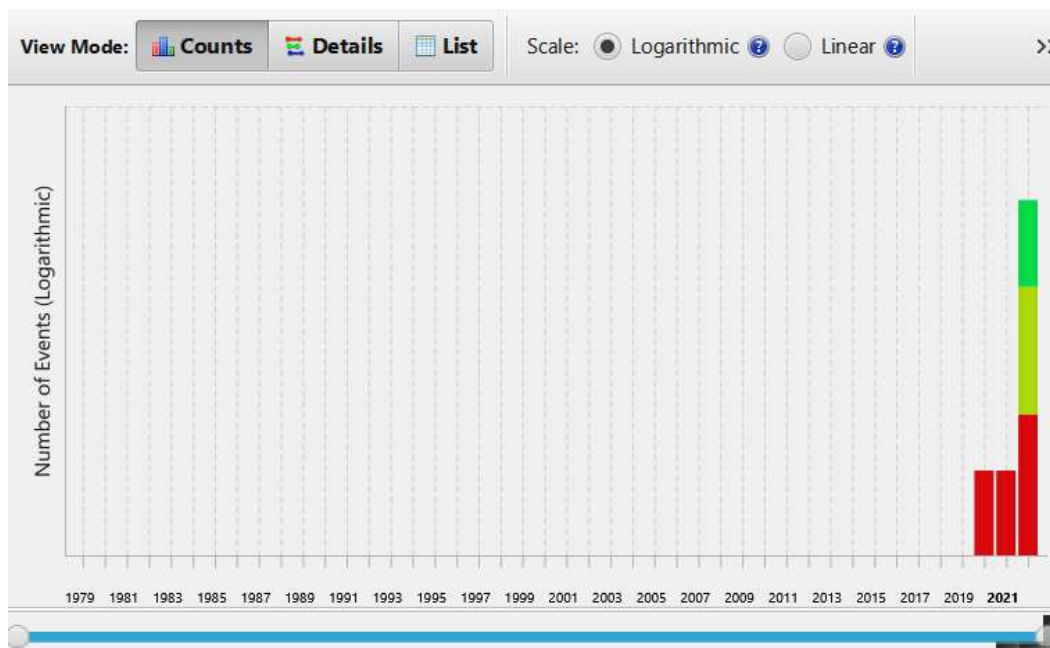 View Mode: Counts Details List Scale: Logarithmic ? Linear ? >>
Number of Events (Logarithmic)
1979 1981 1983 1985 1987 1989 1991 1993 1995 1997 1999 2001 2003 2005 2007 2009 2011 2013 2015 2017 2019 2021